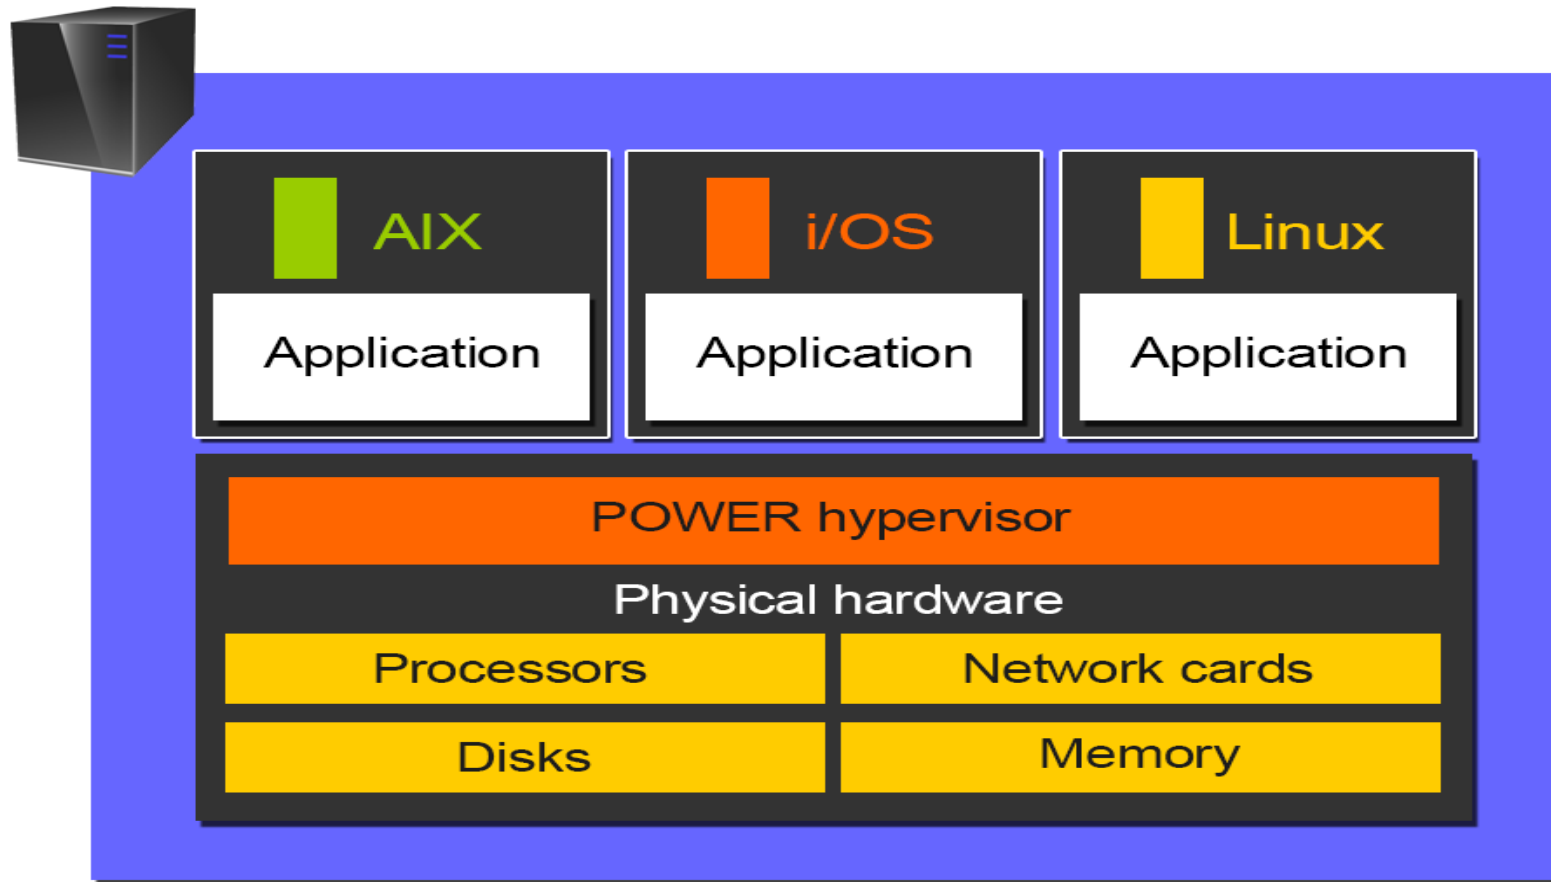 AIX
i/OS
Linux
Application
Application
Application
POWER hypervisor
Physical hardware
Processors
Network cards
Disks
Memory